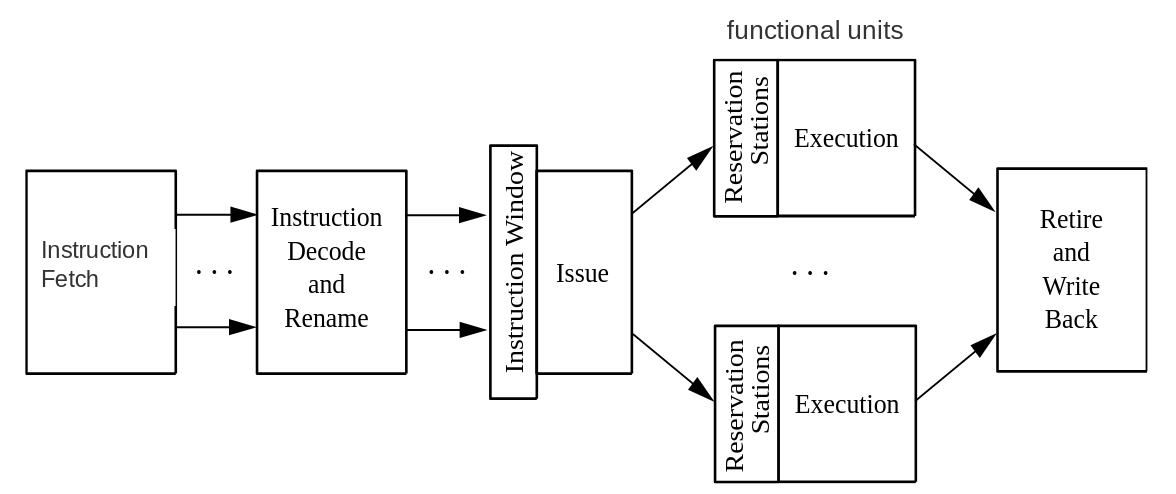 functional units
Instruction
Fetch
. . .
Instruction
Decode
and
Rename
. . .
Instruction Window
Issue
Reservation
Stations
Execution
. . .
Reservation
Stations
Execution
Retire
and
Write
Back